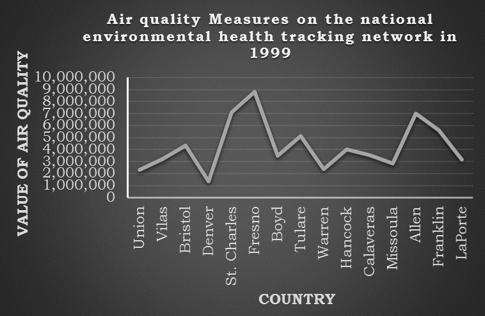 Air quality Measures on the national
environmental health tracking network in
1999
VALUE OF AIR QUALITY
10,000,000
9,000,000
8,000,000
7,000,000
6,000,000
5,000,000
4,000,000
3,000,000
2,000,000
1,000,000
0
Union
Vilas
Bristol
Denver
St. Charles
Fresno
Boyd
Tulare
Warren
Hancock
Calaveras
Missoula
Allen
Franklin
LaPorte
COUNTRY